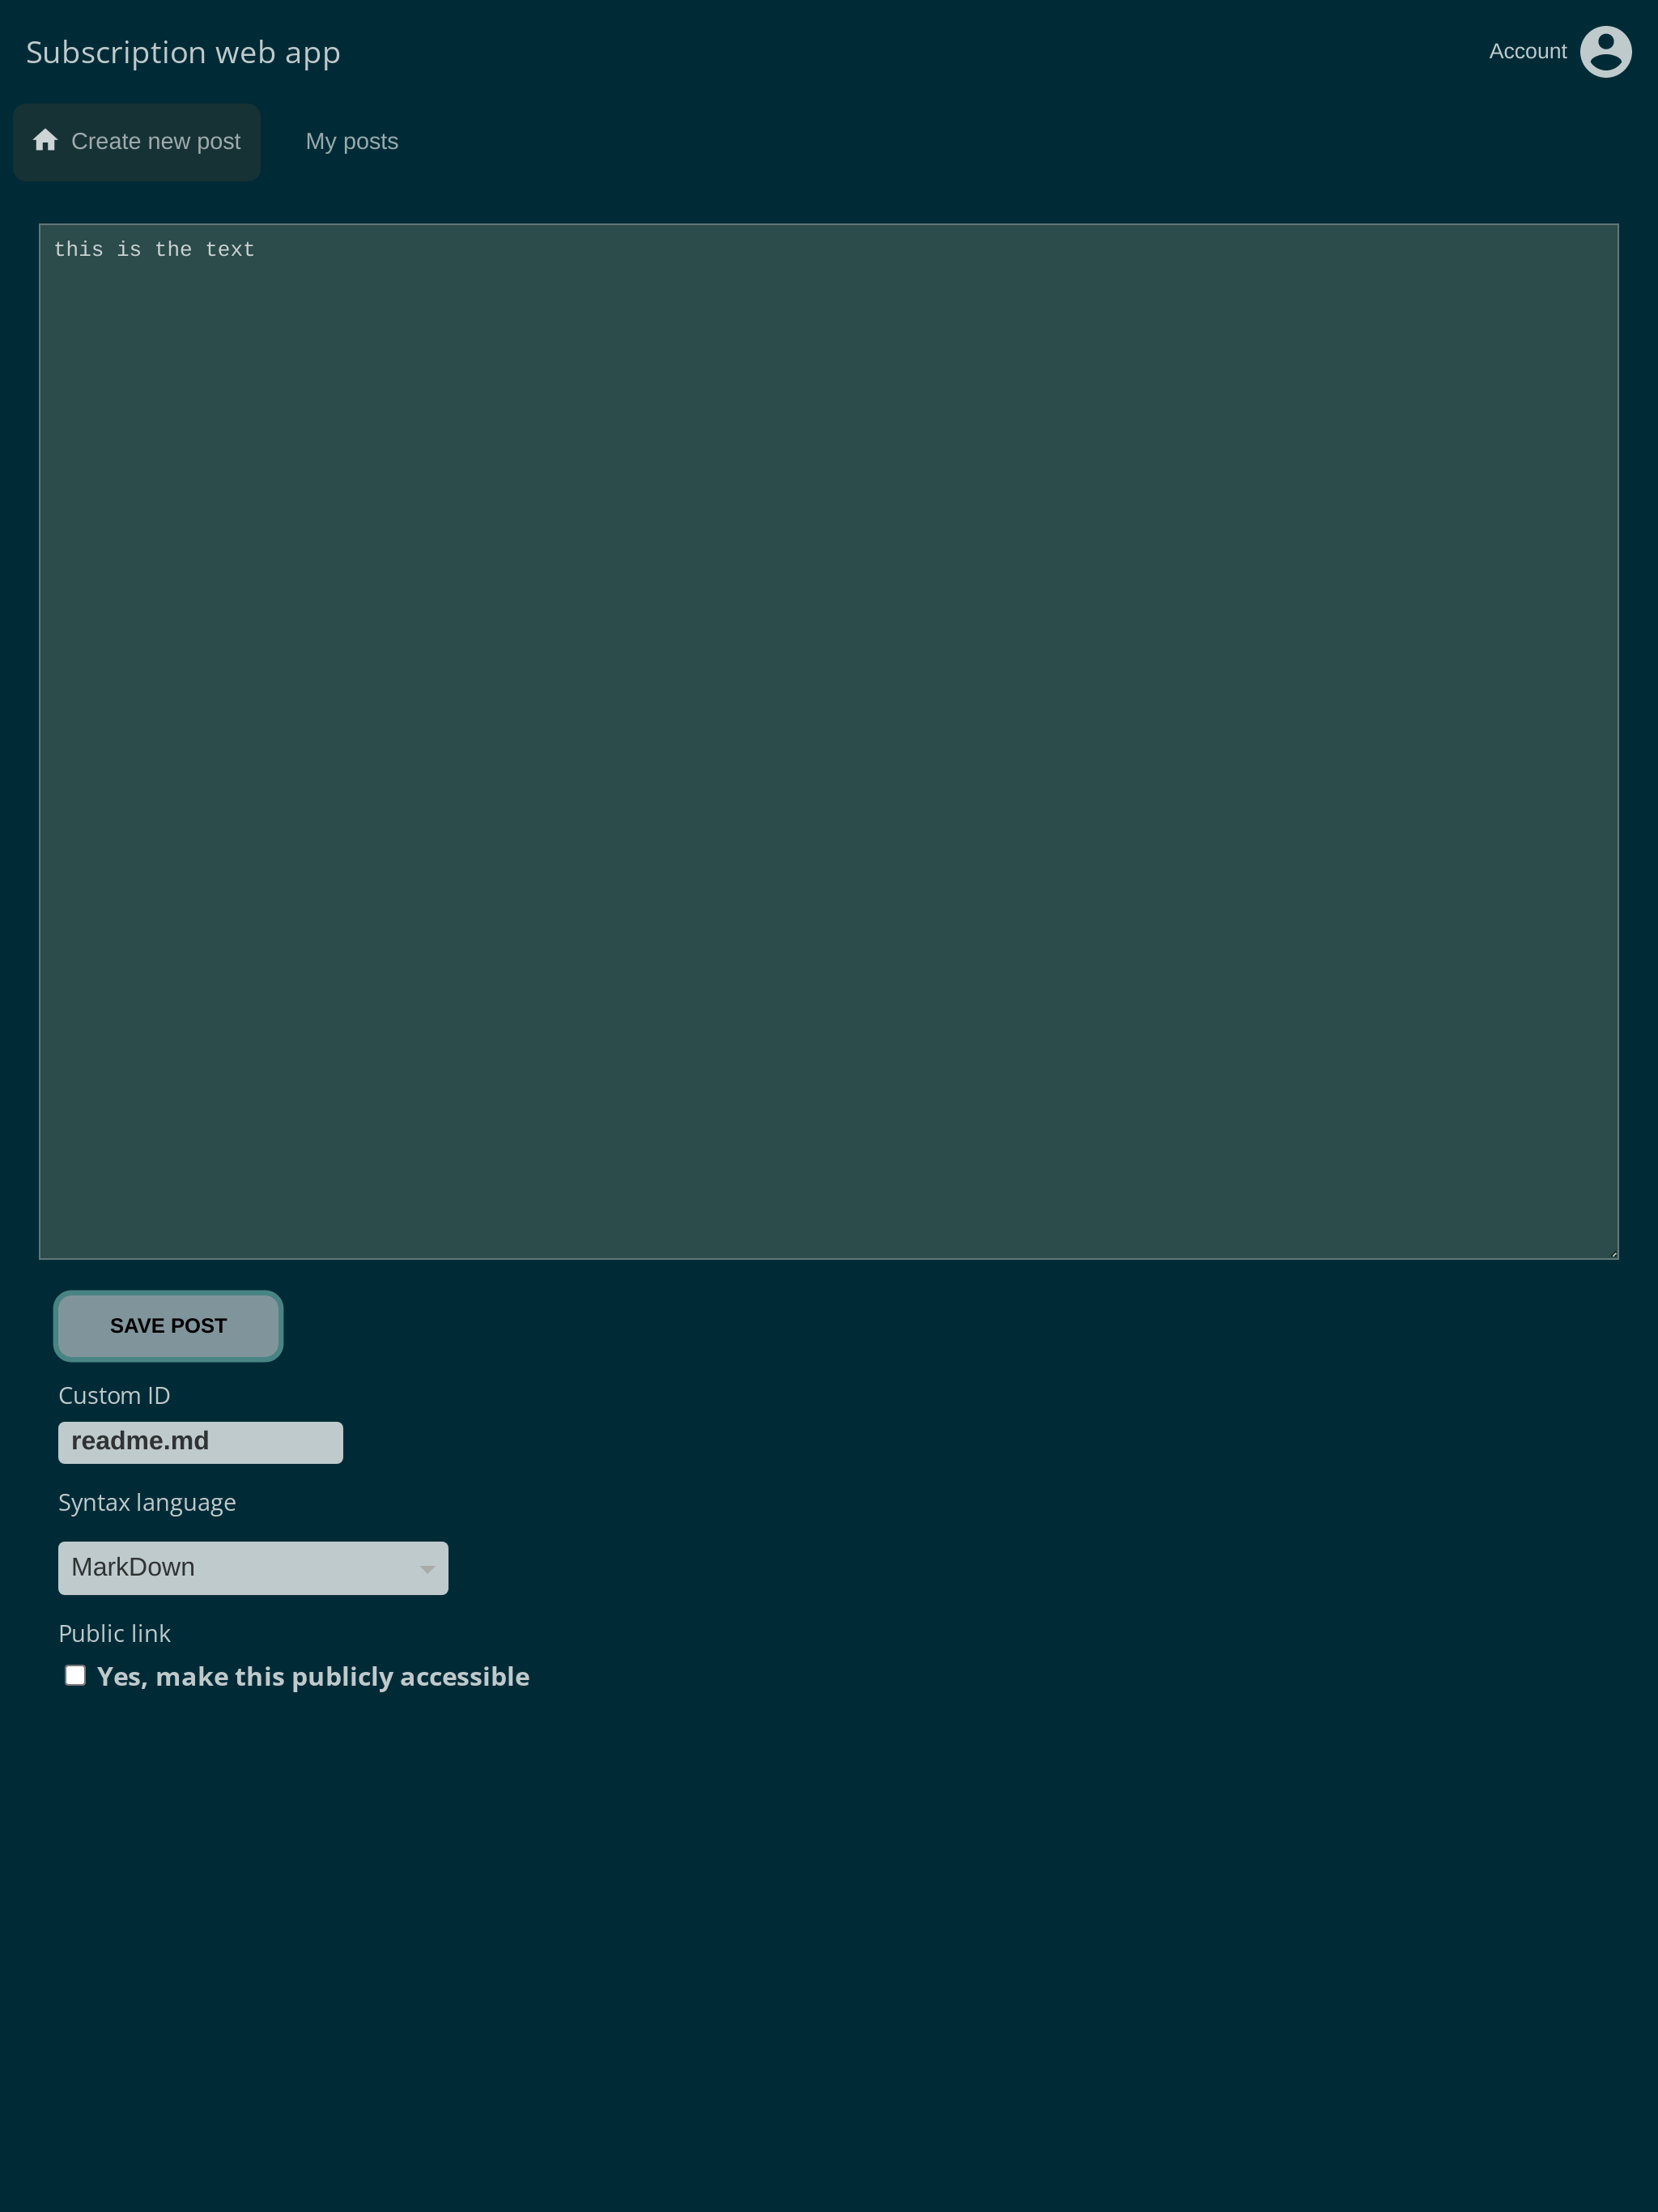 Subscription web app
Account
Create new post
My posts
this is the text
SAVE POST
Custom ID
readme.md
Syntax language
MarkDown
Public link
Yes, make this publicly accessible